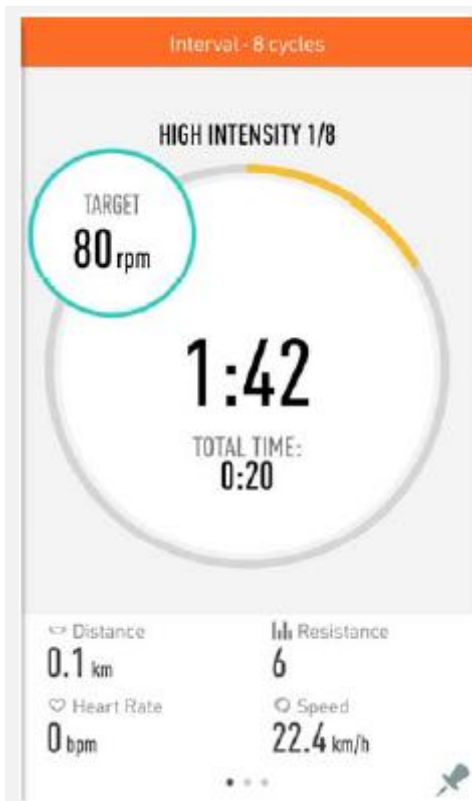 Interval - 8 cycles
HIGH INTENSITY 1/8
TARGET
80 rpm
1:42
TOTAL TIME:
0:20
Distance
0.1 km
Resistance
6
Heart Rate
0 bpm
Speed
22.4 km/h